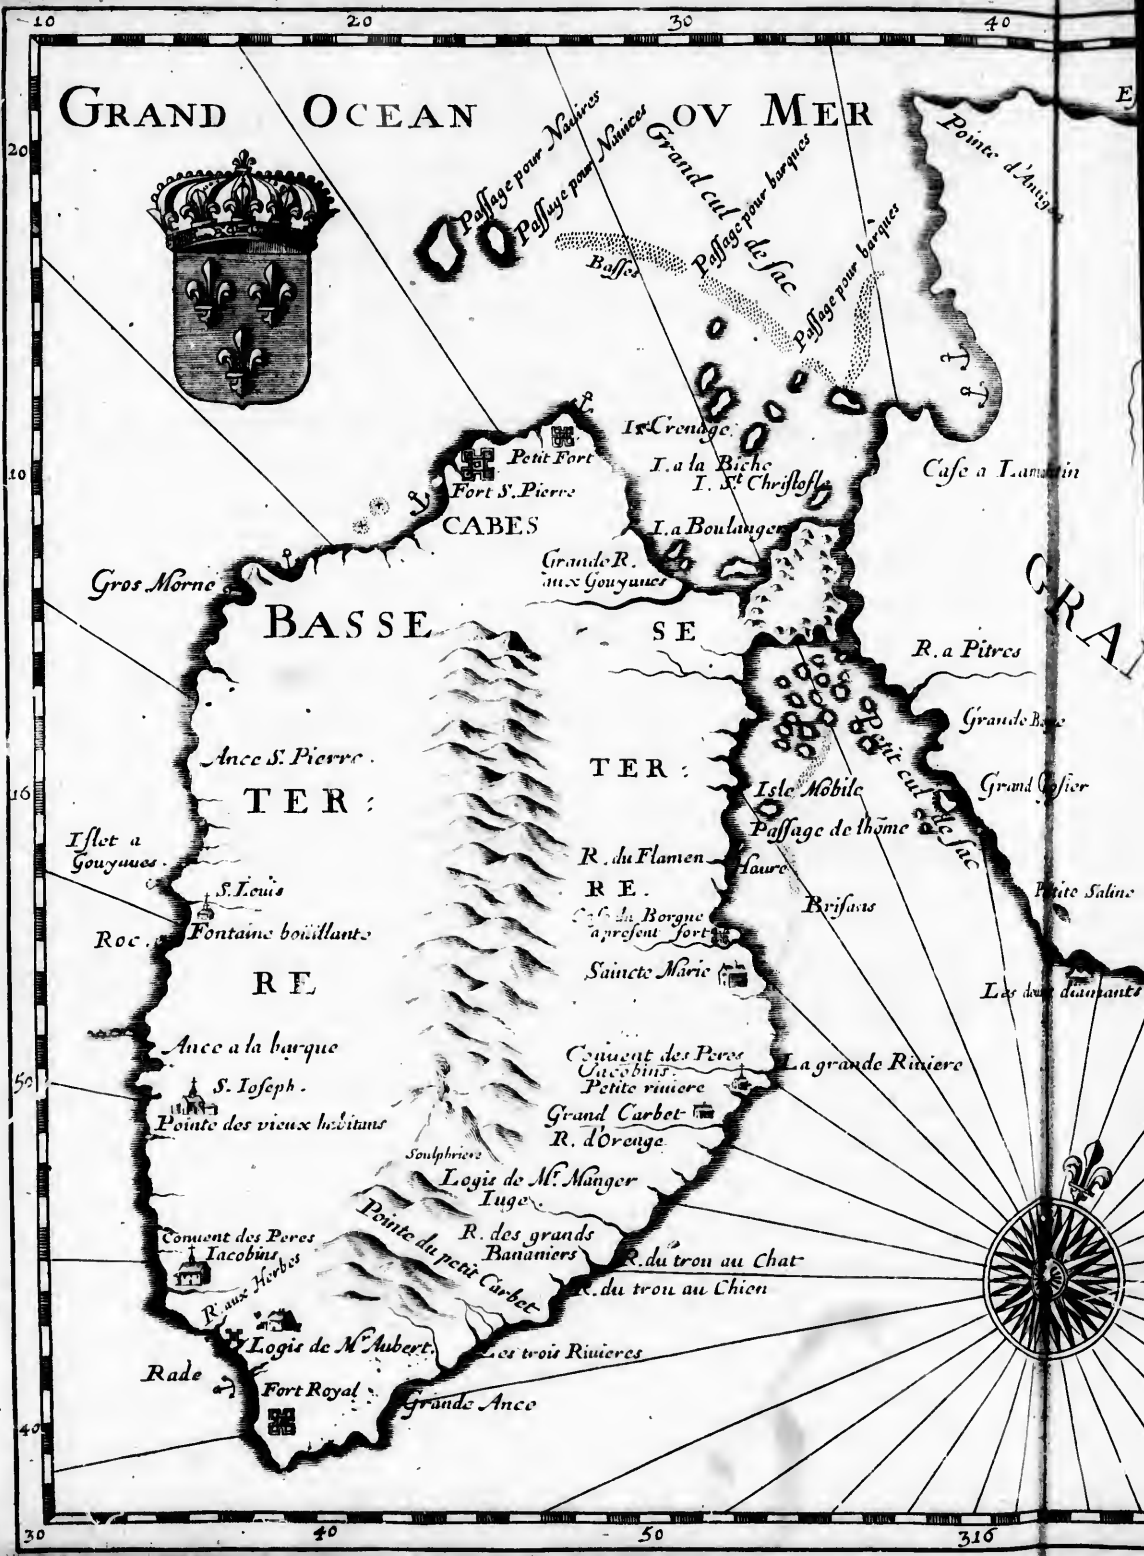 10 20 30 40
GRAND OCEAN OV MER
Passage pour Nauires
Passage pour Nauires
Grand cul de sac
Passage pour barques
Passage pour barques
Basses
Pointe d'Antigoa
20
I. Crenage
Petit Fort
I. a la Biche
Fort S. Pierre
I. St. Christofle
Case a Lamantin
10
CABES
I. a Boulanger
Grande R.
aux Gouyaues
Gros Morne
BASSE
SE
GRA
R. a Pitres
Grande Baye
Ance S. Pierre.
TER:
TER:
Petit cul de sac
Isle Mobile
Grand Gosier
16
Passage de thõme
Islet a
Gouyaues.
R. du Flamen
Haure
S. Louis
RE.
Petite Saline
Brisans
Case du Borgne
apresent fort
Roc.
Fontaine boüillante
Saincte Marie
RE
Les deux diamants
Ance a la barque
Conuent des Peres
Iacobins.
La grande Riuiere
50
S. Ioseph.
Petite riuiere
Pointe des vieux habitans
Grand Carbet
R. d'Orenge
Soulphriere
Logis de Mr. Manger
Iuge.
Pointe du petit Carbet
Conuent des Peres
Iacobins
R. des grands
Bananiers
R. du trou au Chat
R. aux Herbes
R. du trou au Chien
Logis de Mr. Aubert.
Les trois Riuieres
Rade
Fort Royal
Grande Ance
40
30 40 50 316